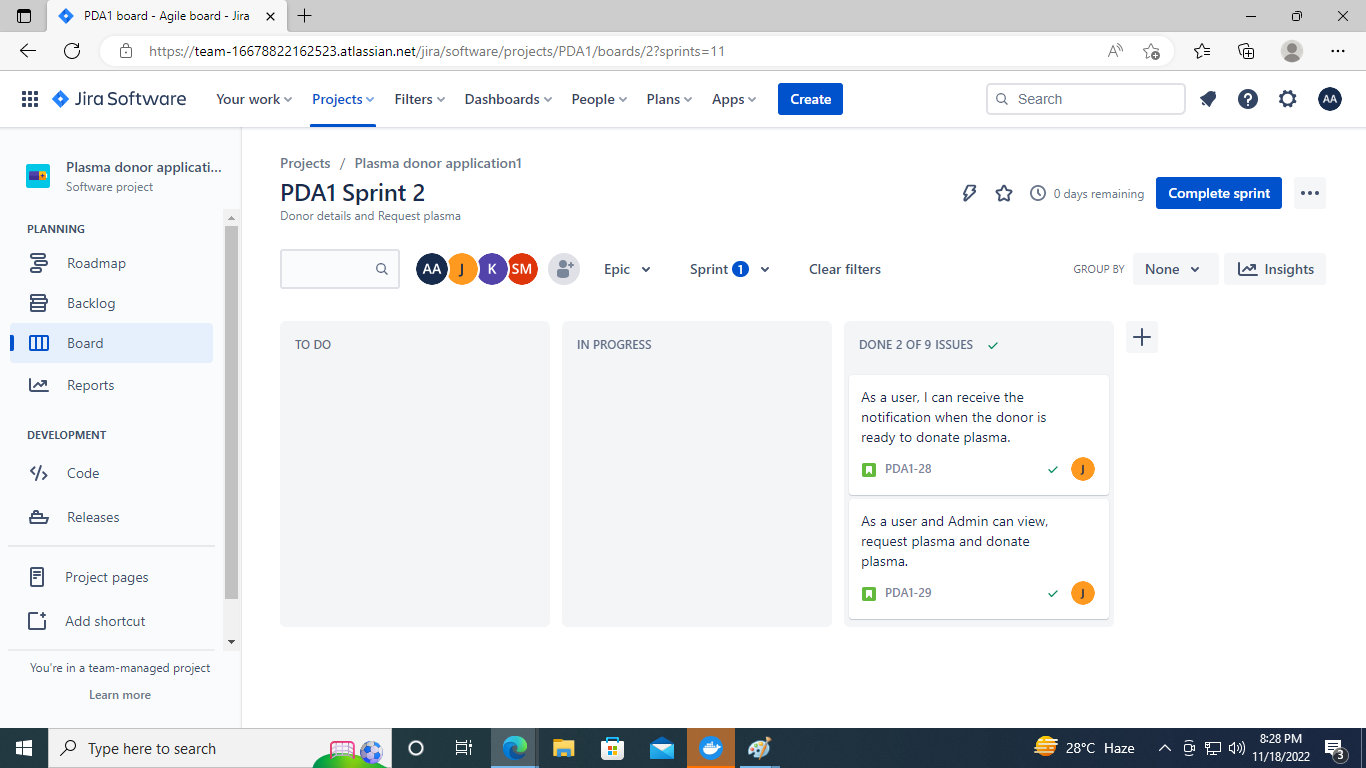 PDA1 board - Agile board - Jira
https://team-16678822162523.atlassian.net/jira/software/projects/PDA1/boards/2?sprints=11
Jira Software
Your work
Projects
Filters
Dashboards
People
Plans
Apps
Create
Search
AA
Plasma donor applicati...
Software project
PLANNING
Roadmap
Backlog
Board
Reports
DEVELOPMENT
Code
Releases
Project pages
Add shortcut
You're in a team-managed project
Learn more
Projects / Plasma donor application1
PDA1 Sprint 2
Donor details and Request plasma
0 days remaining
Complete sprint
AA J K SM
Epic
Sprint 1
Clear filters
GROUP BY
None
Insights
TO DO
IN PROGRESS
DONE 2 OF 9 ISSUES
As a user, I can receive the
notification when the donor is
ready to donate plasma.
PDA1-28
J
As a user and Admin can view,
request plasma and donate
plasma.
PDA1-29
J
Type here to search
28°C Haze
8:28 PM
11/18/2022
3